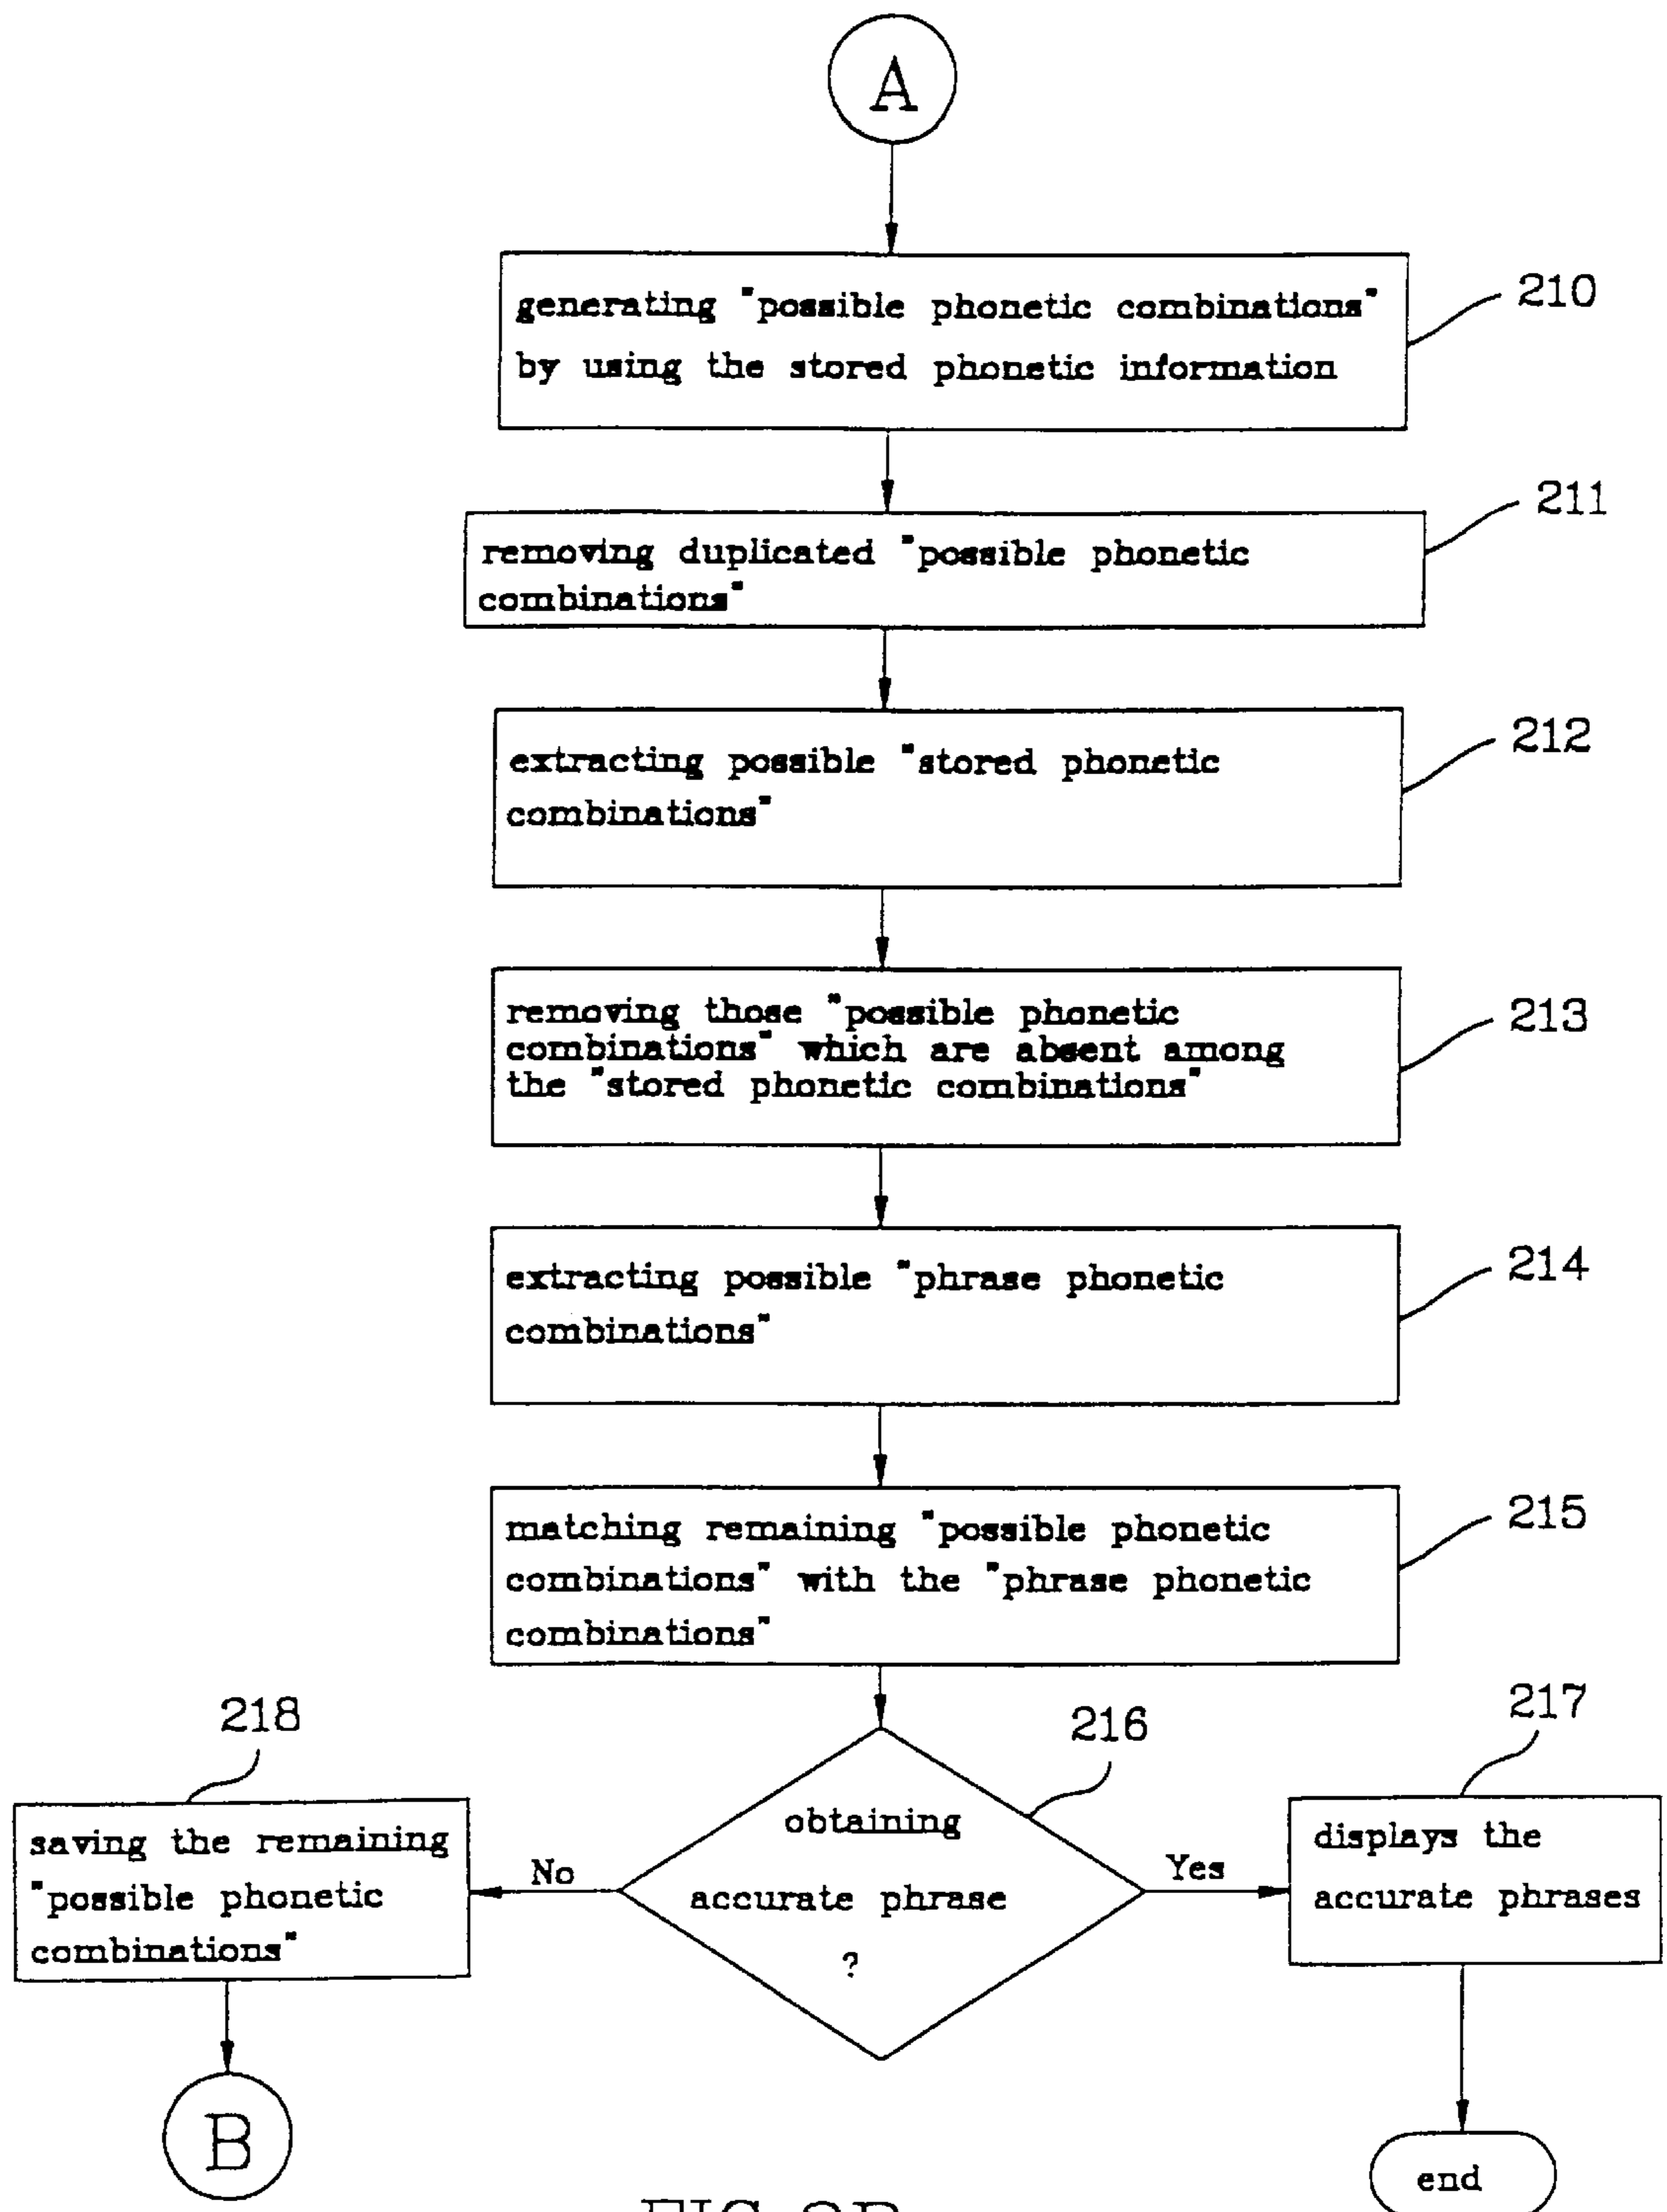 A
generating "possible phonetic combinations"
by using the stored phonetic information
210
removing duplicated "possible phonetic
combinations"
211
extracting possible "stored phonetic
combinations"
212
removing those "possible phonetic
combinations" which are absent among
the "stored phonetic combinations"
213
extracting possible "phrase phonetic
combinations"
214
matching remaining "possible phonetic
combinations" with the "phrase phonetic
combinations"
215
216
obtaining
accurate phrase
?
No
Yes
218
saving the remaining
"possible phonetic
combinations"
B
217
displays the
accurate phrases
end